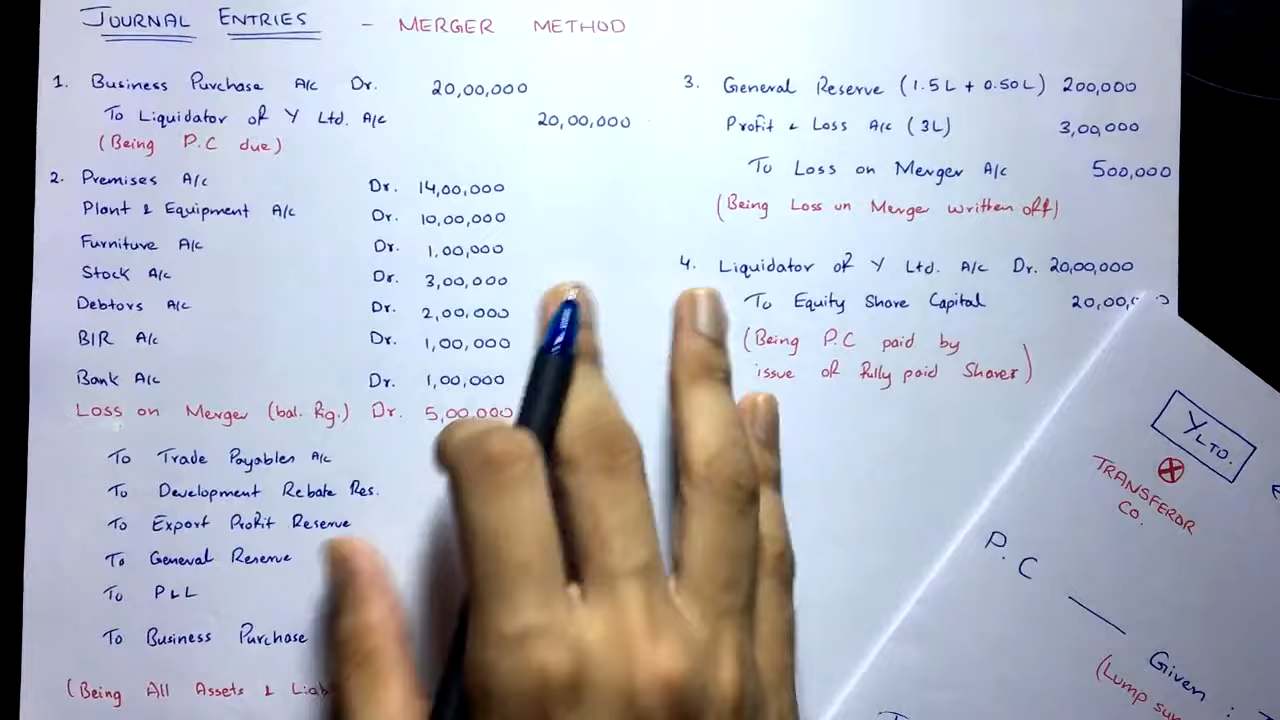 JOURNAL ENTRIES - MERGER METHOD
1. Business Purchase A/c Dr. 20,00,000
To Liquidator of Y Ltd. A/c 20,00,000
(Being P.C due)
2. Premises A/c Dr. 14,00,000
Plant & Equipment A/c Dr. 10,00,000
Furniture A/c Dr. 1,00,000
Stock A/c Dr. 3,00,000
Debtors A/c Dr. 2,00,000
B/R A/c Dr. 1,00,000
Bank A/c Dr. 1,00,000
Loss on Merger (bal. fig.) Dr. 5,00,000
To Trade Payables A/c
To Development Rebate Res.
To Export Profit Reserve
To General Reserve
To P&L
To Business Purchase
(Being All Assets &
3. General Reserve (1.5L + 0.50L) 200,000
Profit & Loss A/c (3L) 3,00,000
To Loss on Merger A/c 500,000
(Being Loss on Merger written off)
4. Liquidator of Y Ltd. A/c Dr. 20,00,000
To Equity Share Capital
(Being P.C paid by
issue of fully paid Shares)
Y LTD.
TRANSFEROR
CO.
P.C — Given :
(Lump